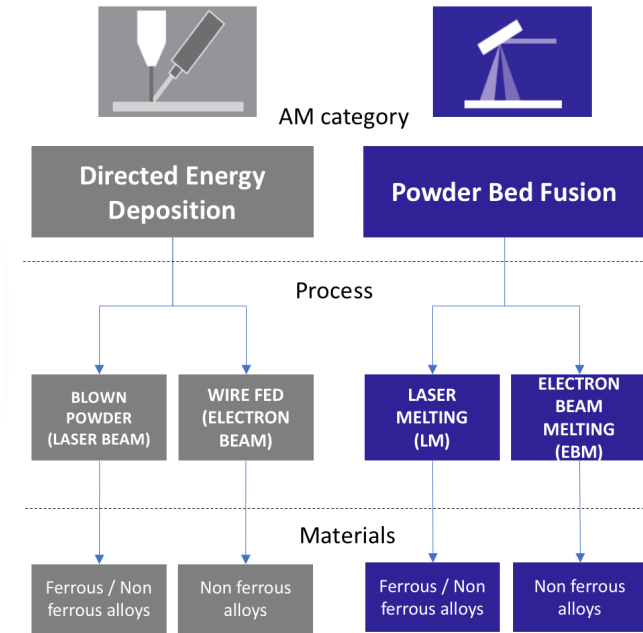 AM category
Directed Energy
Deposition
Powder Bed Fusion
Process
BLOWN
POWDER
(LASER BEAM)
WIRE FED
(ELECTRON
BEAM)
LASER
MELTING
(LM)
ELECTRON
BEAM
MELTING
(EBM)
Materials
Ferrous / Non
ferrous alloys
Non ferrous
alloys
Ferrous / Non
ferrous alloys
Non ferrous
alloys